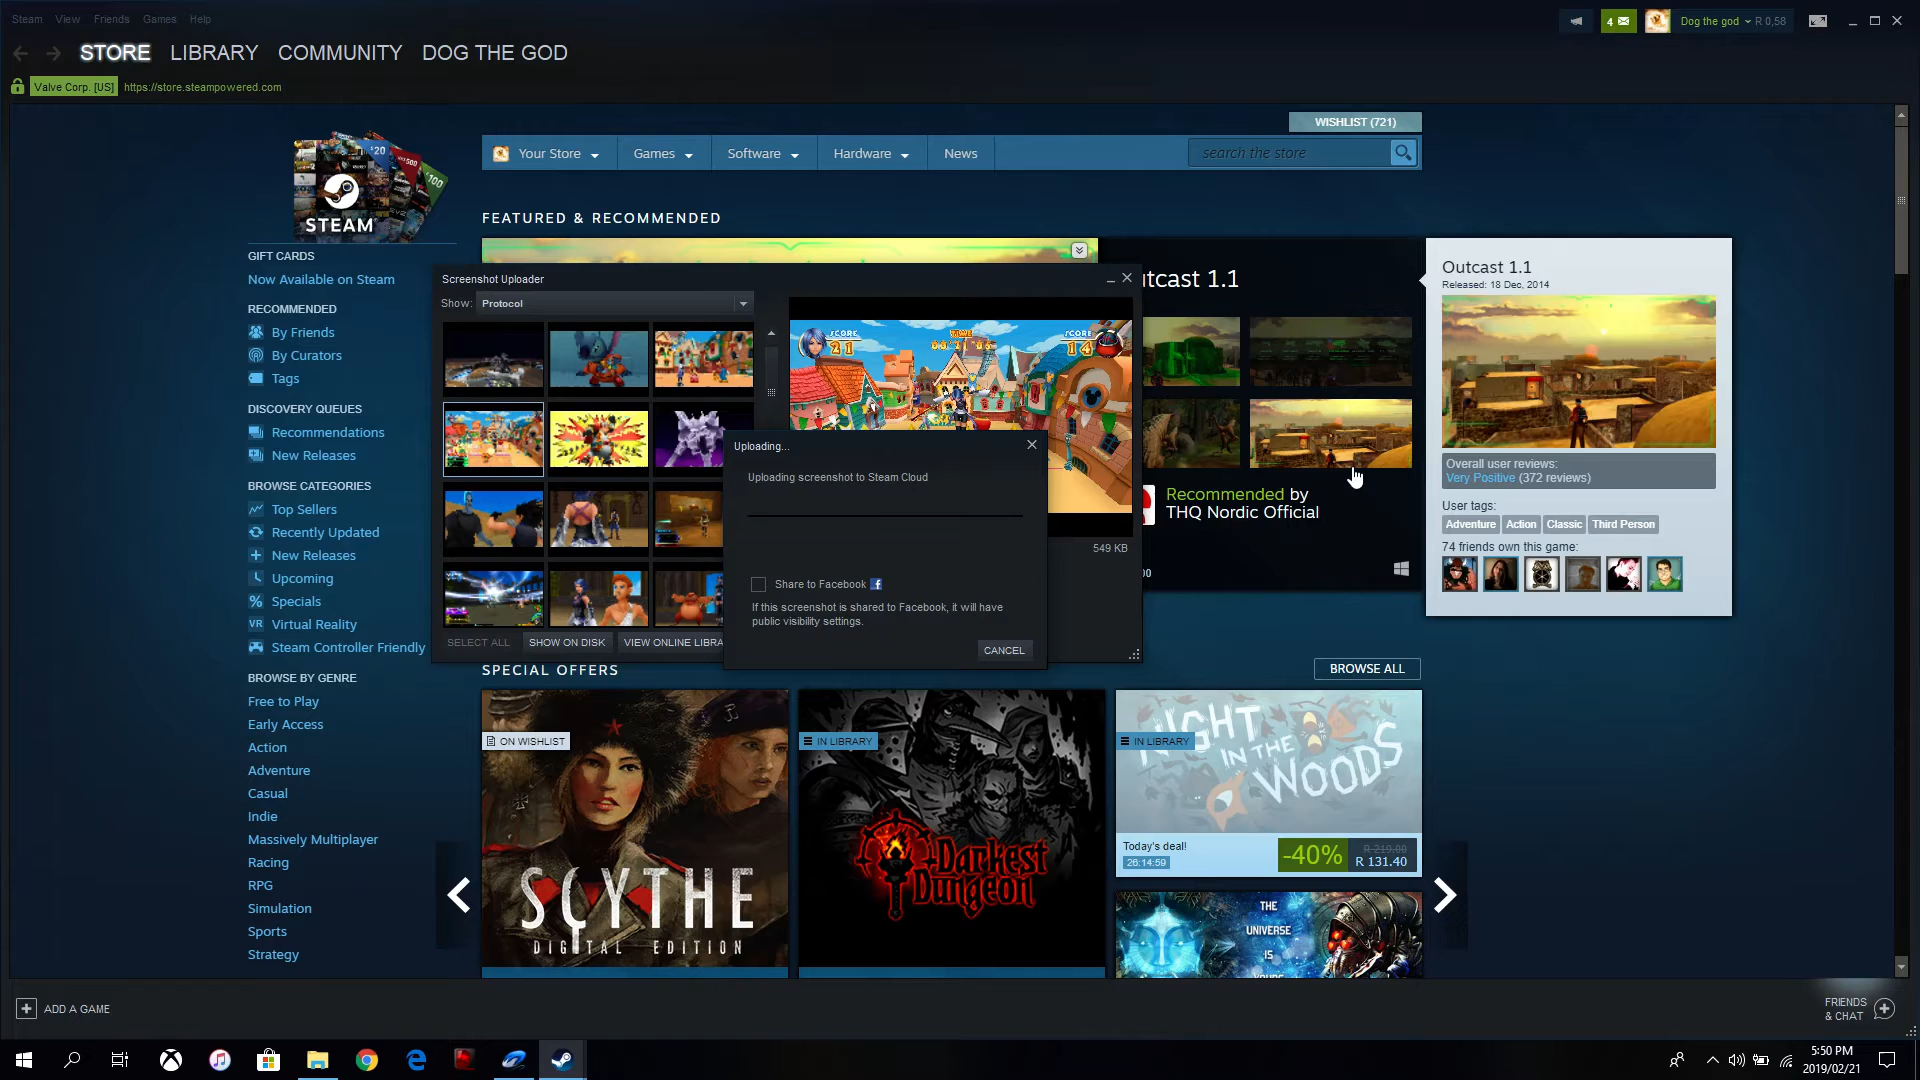 Steam View Friends Games Help
4
Dog the god R 0,58
STORE LIBRARY COMMUNITY DOG THE GOD
Valve Corp. [US] https://store.steampowered.com
WISHLIST (721)
Your Store Games Software Hardware News
search the store
$20
$100
STEAM
FEATURED & RECOMMENDED
GIFT CARDS
Now Available on Steam
RECOMMENDED
By Friends
By Curators
Tags
DISCOVERY QUEUES
Recommendations
New Releases
BROWSE CATEGORIES
Top Sellers
Recently Updated
New Releases
Upcoming
Specials
VR Virtual Reality
Steam Controller Friendly
BROWSE BY GENRE
Free to Play
Early Access
Action
Adventure
Casual
Indie
Massively Multiplayer
Racing
RPG
Simulation
Sports
Strategy
Screenshot Uploader
Show: Protocol
SCORE
21
TIME
SCORE
14
549 KB
SELECT ALL SHOW ON DISK VIEW ONLINE LIBRA
Uploading...
Uploading screenshot to Steam Cloud
Share to Facebook
If this screenshot is shared to Facebook, it will have
public visibility settings.
CANCEL
tcast 1.1
Recommended by
THQ Nordic Official
00
Outcast 1.1
Released: 18 Dec, 2014
Overall user reviews:
Very Positive (372 reviews)
User tags:
Adventure Action Classic Third Person
74 friends own this game:
SPECIAL OFFERS
BROWSE ALL
ON WISHLIST
SCYTHE
DIGITAL EDITION
IN LIBRARY
Darkest
Dungeon
IN LIBRARY
NIGHT
IN THE
WOODS
Today's deal!
26:14:59
-40%
R 219.00
R 131.40
THE
UNIVERSE
IS
YOURS
ADD A GAME
FRIENDS
& CHAT
5:50 PM
2019/02/21